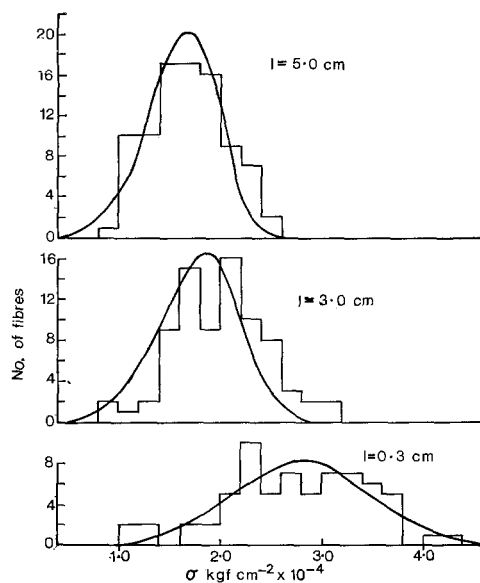 20
16
12
8
4
0
l = 5·0 cm
16
12
8
4
0
l = 3·0 cm
No. of fibres
8
4
0
l = 0·3 cm
1·0 2·0 3·0 4·0
σ kgf cm⁻² x 10⁻⁴